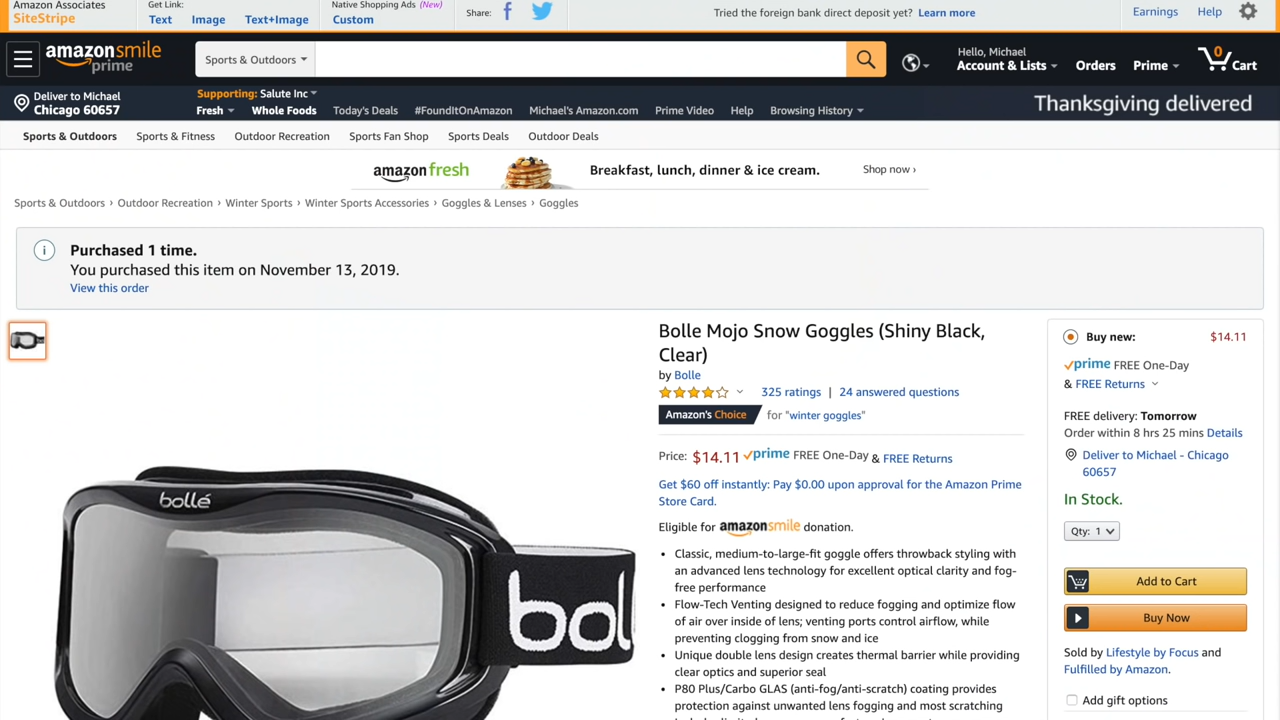 Amazon Associates
SiteStripe
Get Link:
Text Image Text+Image
Native Shopping Ads (New)
Custom
Share:
Tried the foreign bank direct deposit yet? Learn more
Earnings Help
amazonsmile
prime
Sports & Outdoors
Hello, Michael
Account & Lists
Orders
Prime
0
Cart
Deliver to Michael
Chicago 60657
Supporting: Salute Inc
Fresh Whole Foods Today's Deals #FoundItOnAmazon Michael's Amazon.com Prime Video Help Browsing History
Thanksgiving delivered
Sports & Outdoors Sports & Fitness Outdoor Recreation Sports Fan Shop Sports Deals Outdoor Deals
amazonfresh Breakfast, lunch, dinner & ice cream. Shop now ›
Sports & Outdoors › Outdoor Recreation › Winter Sports › Winter Sports Accessories › Goggles & Lenses › Goggles
Purchased 1 time.
You purchased this item on November 13, 2019.
View this order
bollé
bol
Bolle Mojo Snow Goggles (Shiny Black,
Clear)
by Bolle
325 ratings | 24 answered questions
Amazon's Choice for "winter goggles"
Price: $14.11 prime FREE One-Day & FREE Returns
Get $60 off instantly: Pay $0.00 upon approval for the Amazon Prime
Store Card.
Eligible for amazonsmile donation.
• Classic, medium-to-large-fit goggle offers throwback styling with
an advanced lens technology for excellent optical clarity and fog-
free performance
• Flow-Tech Venting designed to reduce fogging and optimize flow
of air over inside of lens; venting ports control airflow, while
preventing clogging from snow and ice
• Unique double lens design creates thermal barrier while providing
clear optics and superior seal
• P80 Plus/Carbo GLAS (anti-fog/anti-scratch) coating provides
protection against unwanted lens fogging and most scratching
Buy new: $14.11
prime FREE One-Day
& FREE Returns
FREE delivery: Tomorrow
Order within 8 hrs 25 mins Details
Deliver to Michael - Chicago
60657
In Stock.
Qty: 1
Add to Cart
Buy Now
Sold by Lifestyle by Focus and
Fulfilled by Amazon.
Add gift options